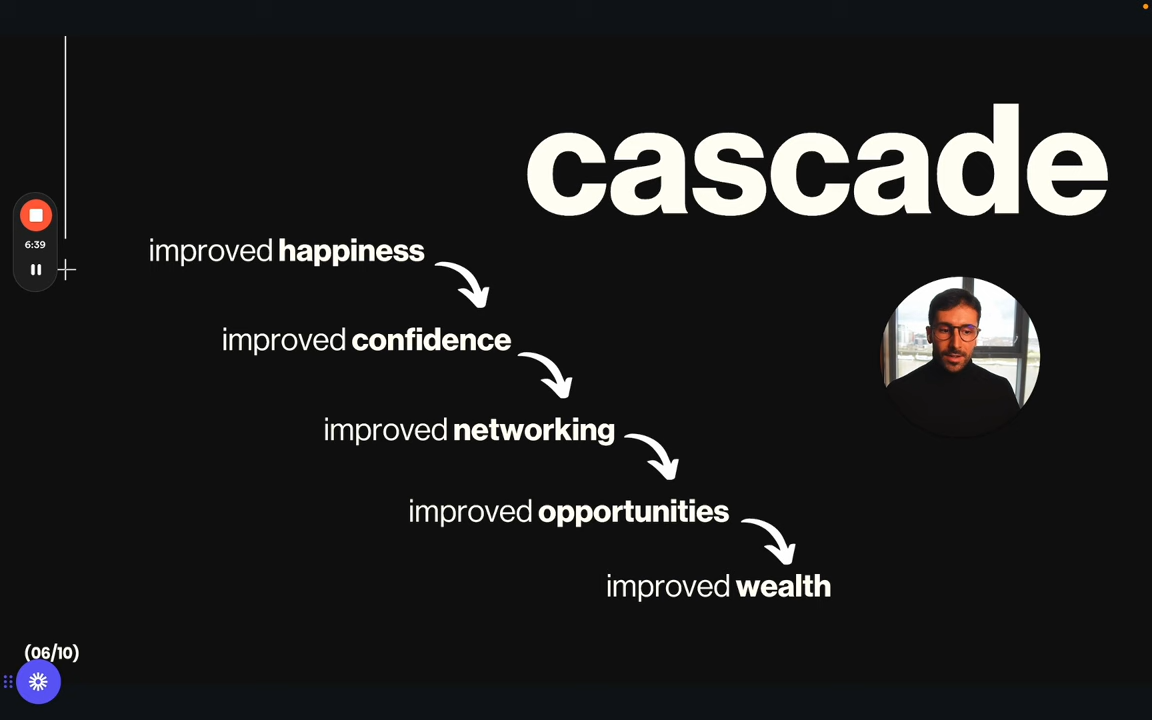 cascade
improved happiness
6:39
improved confidence
improved networking
improved opportunities
improved wealth
(06/10)